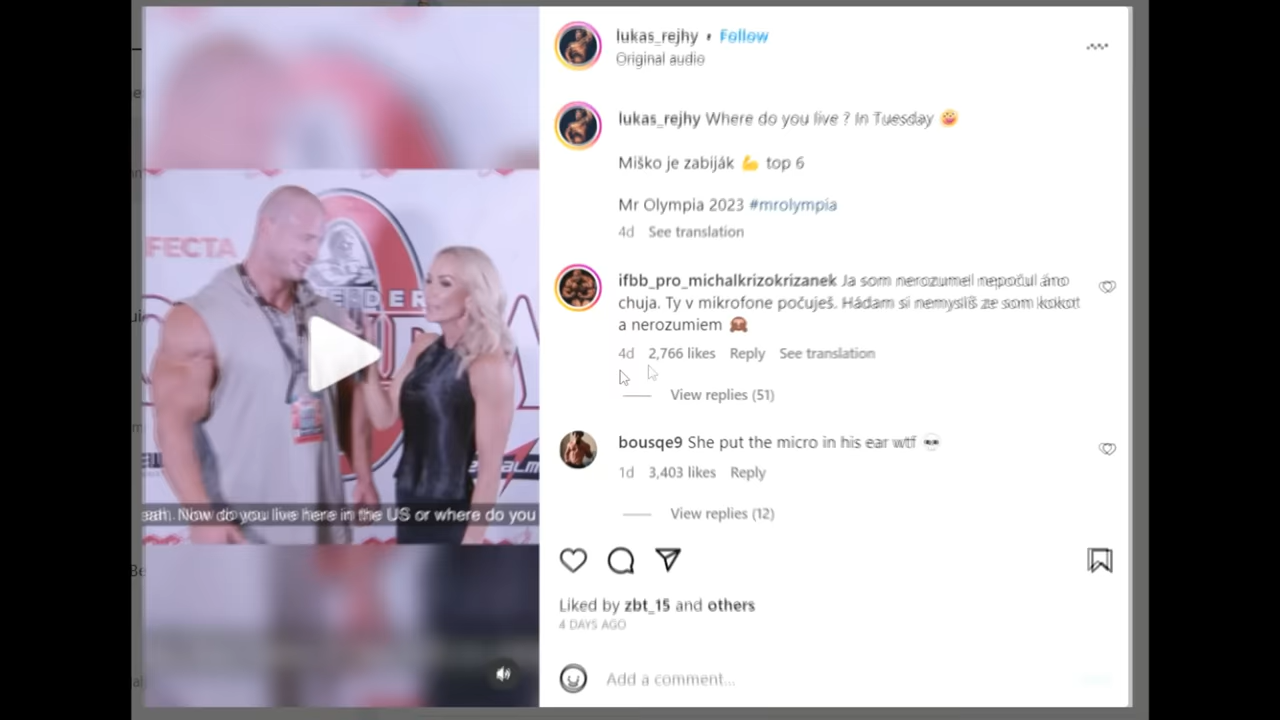 lukas_rejhy • Follow
Original audio
lukas_rejhy Where do you live ? In Tuesday 🤪
Miško je zabiják 💪 top 6
Mr Olympia 2023 #mrolympia
4d See translation
ifbb_pro_michalkrizokrizanek Ja som nerozumel nepočul áno
chuja. Ty v mikrofone počuješ. Hádam si nemyslíš ze som kokot
a nerozumiem 🙈
4d 2,766 likes Reply See translation
View replies (51)
bousqe9 She put the micro in his ear wtf 💀
1d 3,403 likes Reply
View replies (12)
FECTA
eah. Now do you live here in the US or where do you
Liked by zbt_15 and others
4 DAYS AGO
Add a comment...